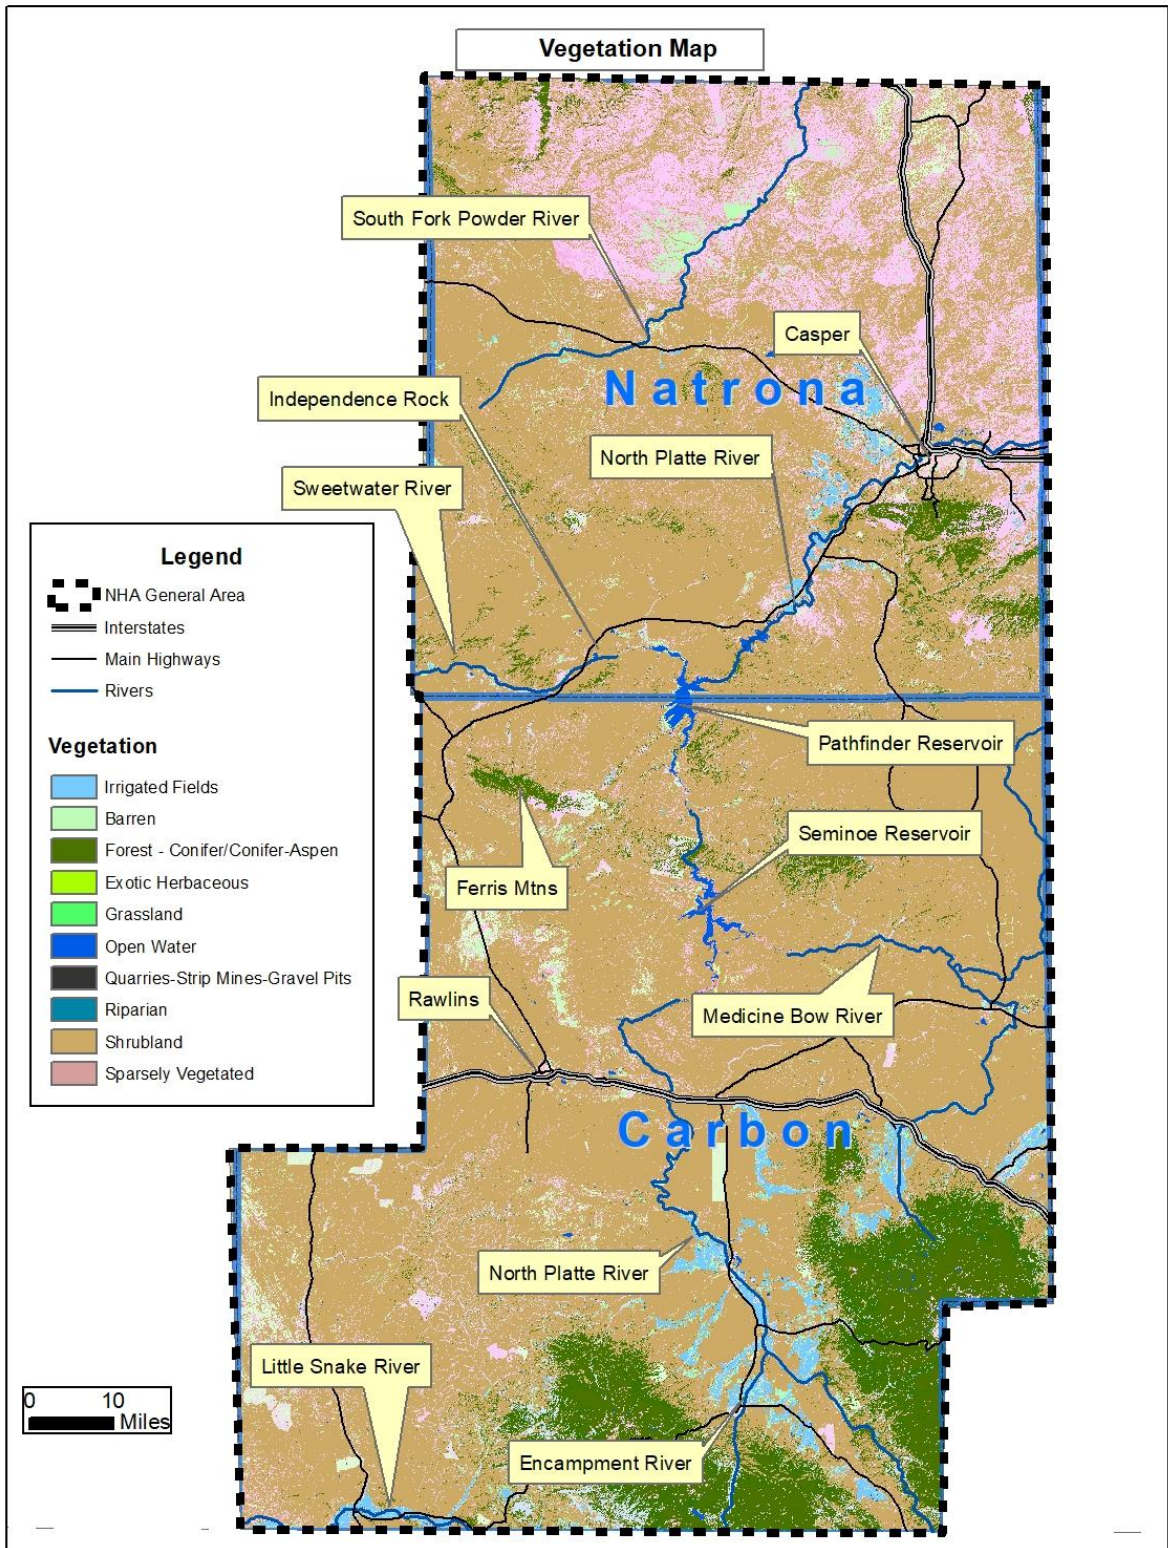 Vegetation Map
South Fork Powder River
Casper
Natrona
Independence Rock
North Platte River
Sweetwater River
Legend
NHA General Area
Interstates
Main Highways
Rivers
Vegetation
Irrigated Fields
Barren
Forest - Conifer/Conifer-Aspen
Exotic Herbaceous
Grassland
Open Water
Quarries-Strip Mines-Gravel Pits
Riparian
Shrubland
Sparsely Vegetated
Pathfinder Reservoir
Seminoe Reservoir
Ferris Mtns
Rawlins
Medicine Bow River
Carbon
North Platte River
Little Snake River
Encampment River
0 10
Miles